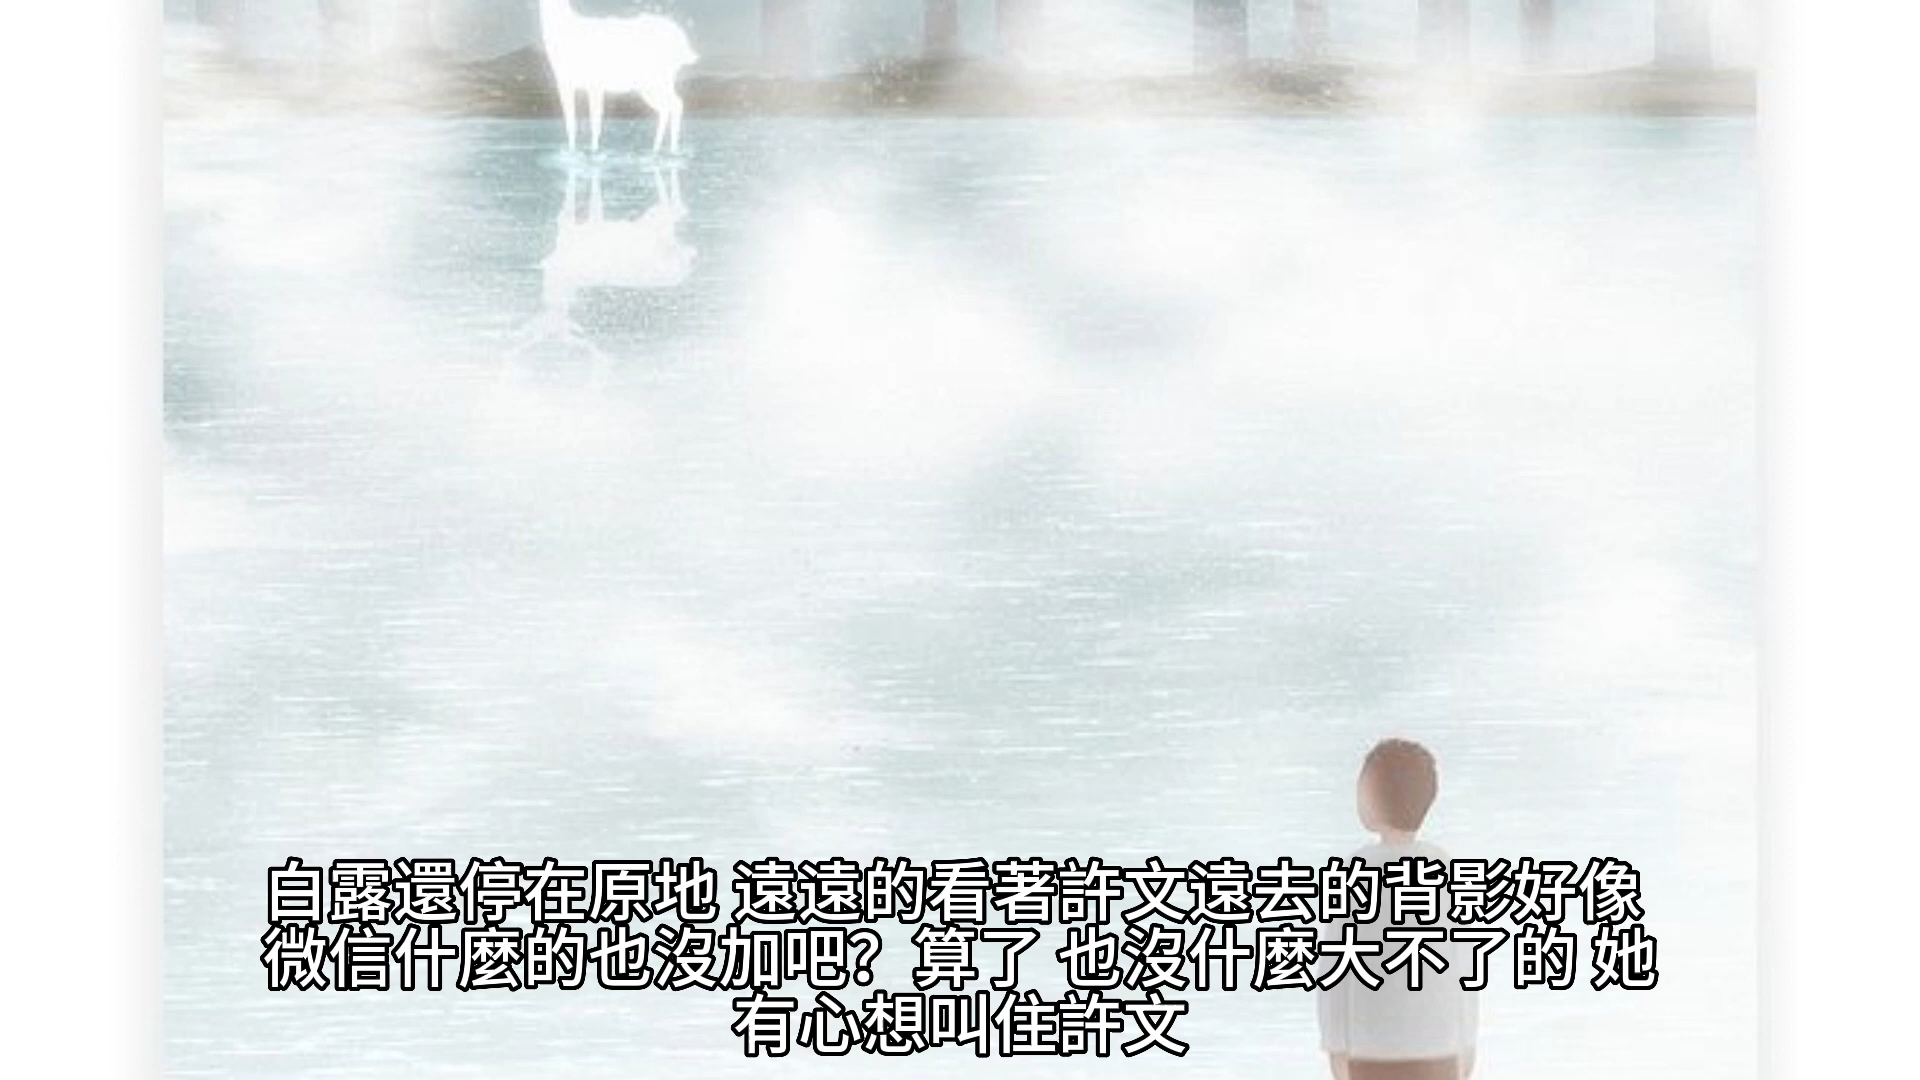 白露還停在原地 遠遠的看著許文遠去的背影好像
微信什麼的也沒加吧？算了 也沒什麼大不了的 她
有心想叫住許文